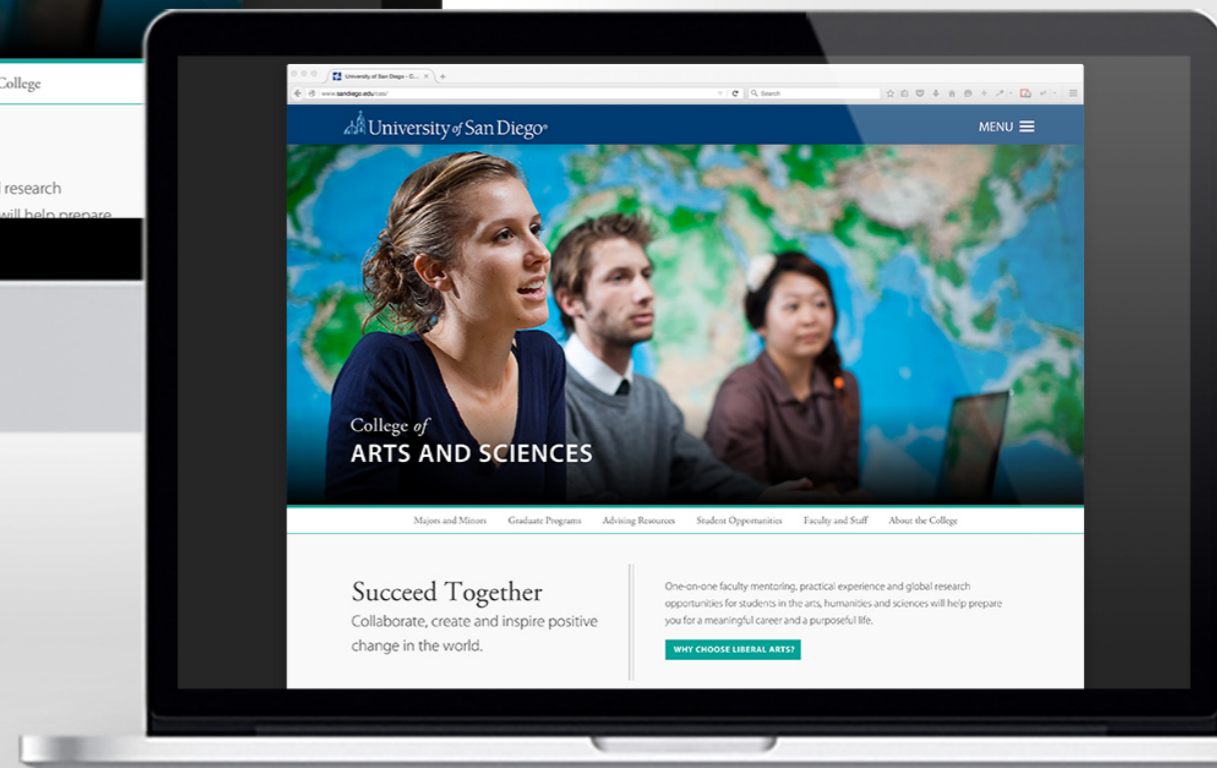 College
research
will help prepare
University of San Diego - C...
www.sandiego.edu/cas/
Search
University of San Diego®
MENU
College of
ARTS AND SCIENCES
Majors and Minors Graduate Programs Advising Resources Student Opportunities Faculty and Staff About the College
Succeed Together
Collaborate, create and inspire positive
change in the world.
One-on-one faculty mentoring, practical experience and global research
opportunities for students in the arts, humanities and sciences will help prepare
you for a meaningful career and a purposeful life.
WHY CHOOSE LIBERAL ARTS?